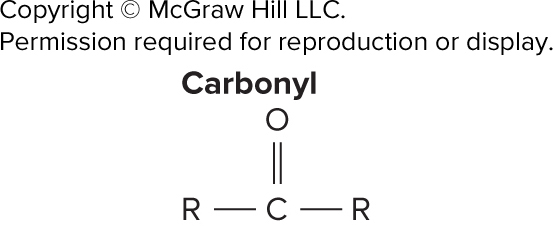 Copyright © McGraw Hill LLC.
Permission required for reproduction or display.
Carbonyl
O
R C R